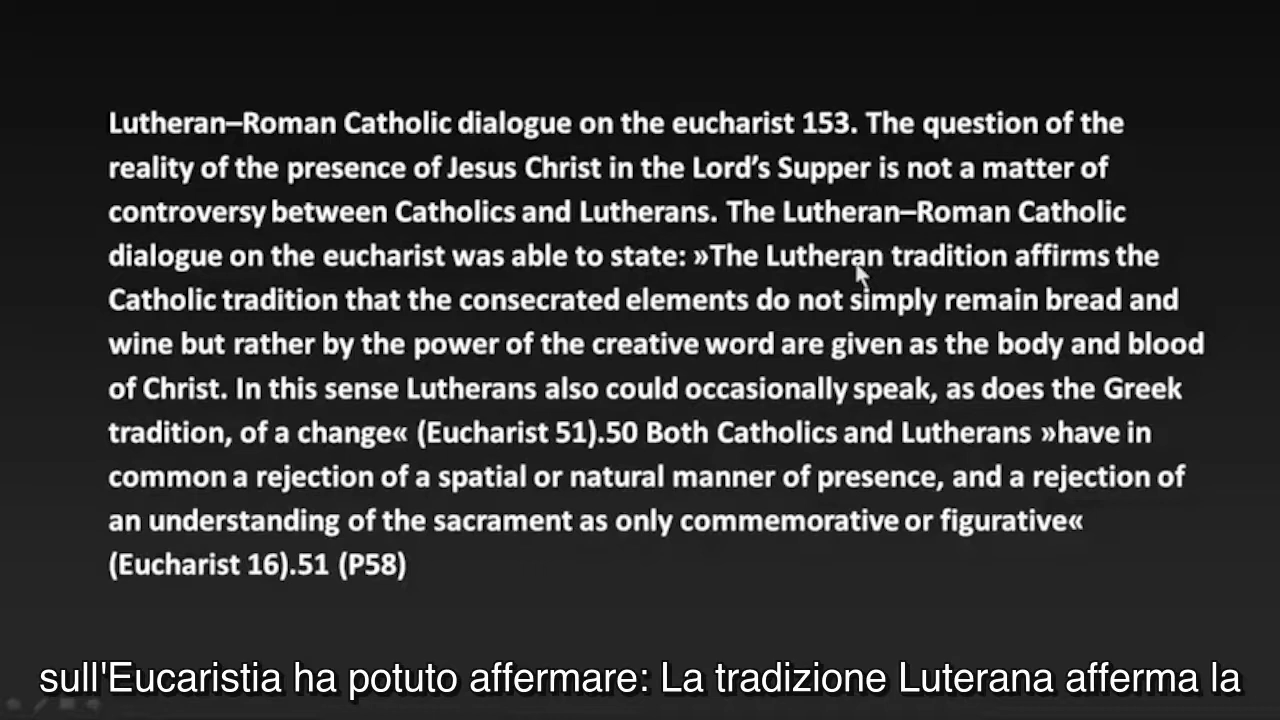 Lutheran–Roman Catholic dialogue on the eucharist 153. The question of the
reality of the presence of Jesus Christ in the Lord’s Supper is not a matter of
controversy between Catholics and Lutherans. The Lutheran–Roman Catholic
dialogue on the eucharist was able to state: »The Lutheran tradition affirms the
Catholic tradition that the consecrated elements do not simply remain bread and
wine but rather by the power of the creative word are given as the body and blood
of Christ. In this sense Lutherans also could occasionally speak, as does the Greek
tradition, of a change« (Eucharist 51).50 Both Catholics and Lutherans »have in
common a rejection of a spatial or natural manner of presence, and a rejection of
an understanding of the sacrament as only commemorative or figurative«
(Eucharist 16).51 (P58)
sull'Eucaristia ha potuto affermare: La tradizione Luterana afferma la